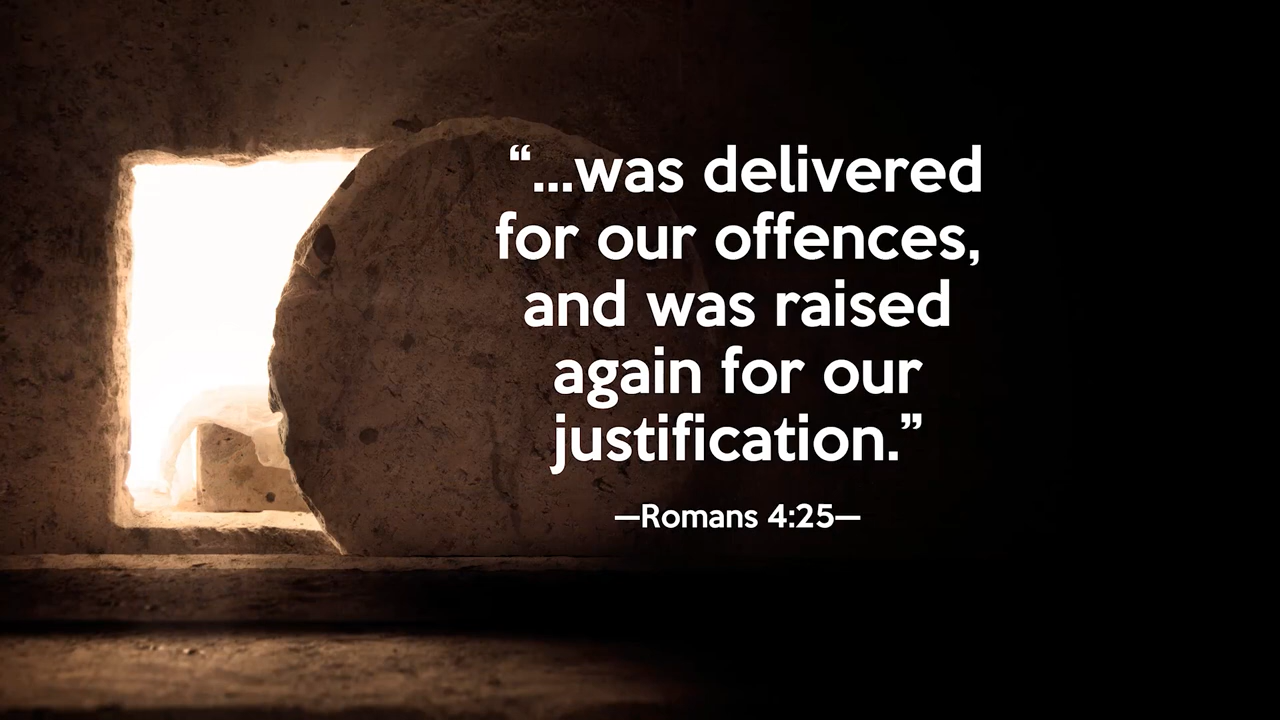 “...was delivered
for our offences,
and was raised
again for our
justification.”
—Romans 4:25—